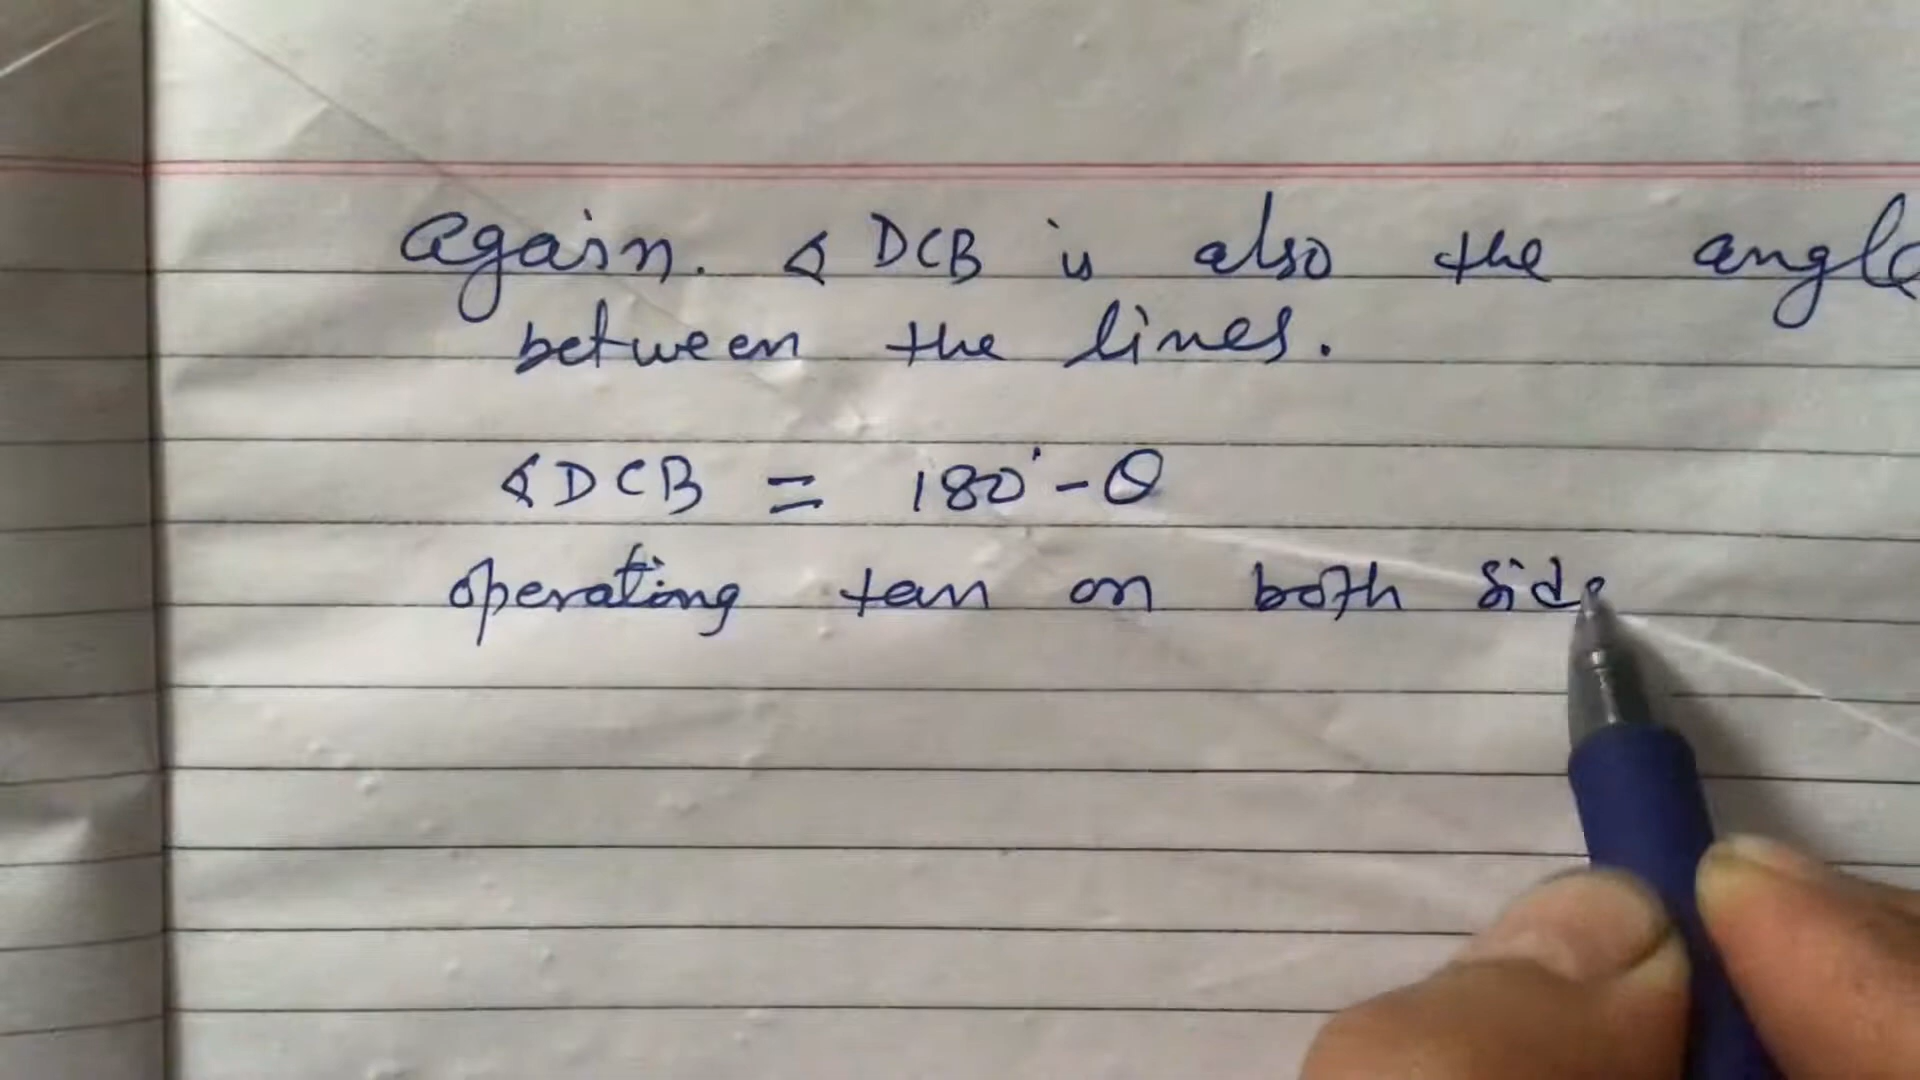 Again. ∢ DCB is also the angle
between the lines.
∢DCB = 180° - θ
operating tan on both side